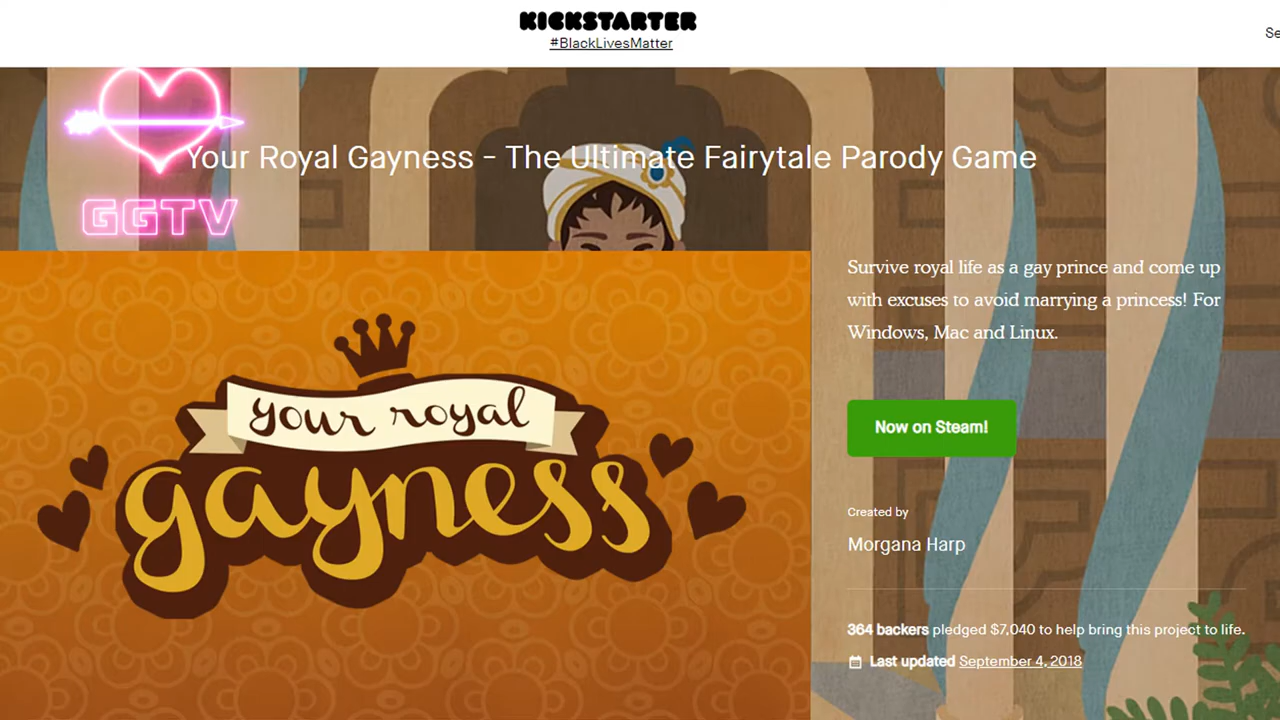 KICKSTARTER
#BlackLivesMatter
Se
Your Royal Gayness - The Ultimate Fairytale Parody Game
GGTV
your royal
gayness
Survive royal life as a gay prince and come up
with excuses to avoid marrying a princess! For
Windows, Mac and Linux.
Now on Steam!
Created by
Morgana Harp
364 backers pledged $7,040 to help bring this project to life.
Last updated September 4, 2018